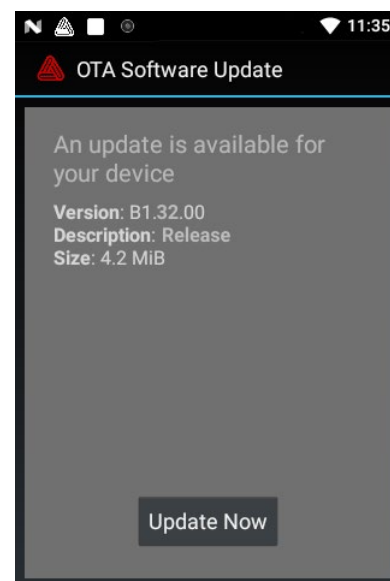 11:35
OTA Software Update
An update is available for
your device
Version: B1.32.00
Description: Release
Size: 4.2 MiB
Update Now